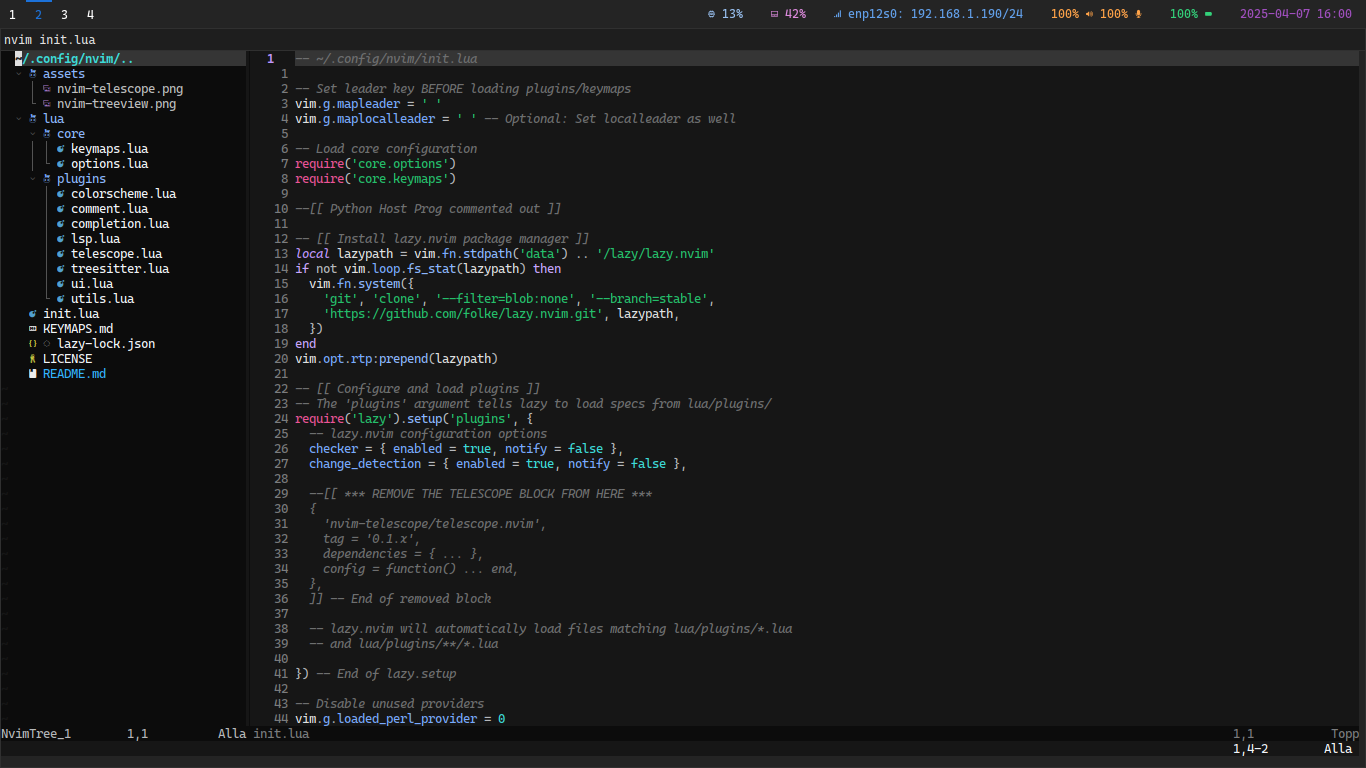 1 2 3 4 13% 42% enp12s0: 192.168.1.190/24 100% 100% 100% 2025-04-07 16:00
nvim init.lua
~/.config/nvim/..
assets
nvim-telescope.png
nvim-treeview.png
lua
core
keymaps.lua
options.lua
plugins
colorscheme.lua
comment.lua
completion.lua
lsp.lua
telescope.lua
treesitter.lua
ui.lua
utils.lua
init.lua
KEYMAPS.md
{} lazy-lock.json
LICENSE
README.md
1 -- ~/.config/nvim/init.lua
1
2 -- Set leader key BEFORE loading plugins/keymaps
3 vim.g.mapleader = ' '
4 vim.g.maplocalleader = ' ' -- Optional: Set localleader as well
5
6 -- Load core configuration
7 require('core.options')
8 require('core.keymaps')
9
10 --[[ Python Host Prog commented out ]]
11
12 -- [[ Install lazy.nvim package manager ]]
13 local lazypath = vim.fn.stdpath('data') .. '/lazy/lazy.nvim'
14 if not vim.loop.fs_stat(lazypath) then
15   vim.fn.system({
16     'git', 'clone', '--filter=blob:none', '--branch=stable',
17     'https://github.com/folke/lazy.nvim.git', lazypath,
18   })
19 end
20 vim.opt.rtp:prepend(lazypath)
21
22 -- [[ Configure and load plugins ]]
23 -- The 'plugins' argument tells lazy to load specs from lua/plugins/
24 require('lazy').setup('plugins', {
25   -- lazy.nvim configuration options
26   checker = { enabled = true, notify = false },
27   change_detection = { enabled = true, notify = false },
28
29   --[[ *** REMOVE THE TELESCOPE BLOCK FROM HERE ***
30   {
31     'nvim-telescope/telescope.nvim',
32     tag = '0.1.x',
33     dependencies = { ... },
34     config = function() ... end,
35   },
36   ]] -- End of removed block
37
38   -- lazy.nvim will automatically load files matching lua/plugins/*.lua
39   -- and lua/plugins/**/*.lua
40
41 }) -- End of lazy.setup
42
43 -- Disable unused providers
44 vim.g.loaded_perl_provider = 0
NvimTree_1 1,1 Alla init.lua 1,1 Topp
1,4-2 Alla